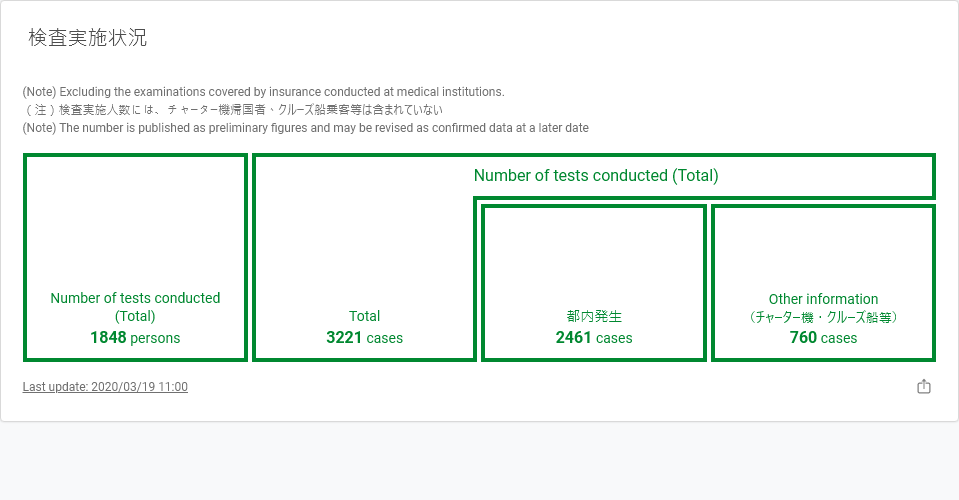 検査実施状況
(Note) Excluding the examinations covered by insurance conducted at medical institutions.
（注）検査実施人数には、チャーター機帰国者、クルーズ船乗客等は含まれていない
(Note) The number is published as preliminary figures and may be revised as confirmed data at a later date
Number of tests conducted (Total)
Number of tests conducted
(Total)
1848 persons
Total
3221 cases
都内発生
2461 cases
Other information
（チャーター機・クルーズ船等）
760 cases
Last update: 2020/03/19 11:00